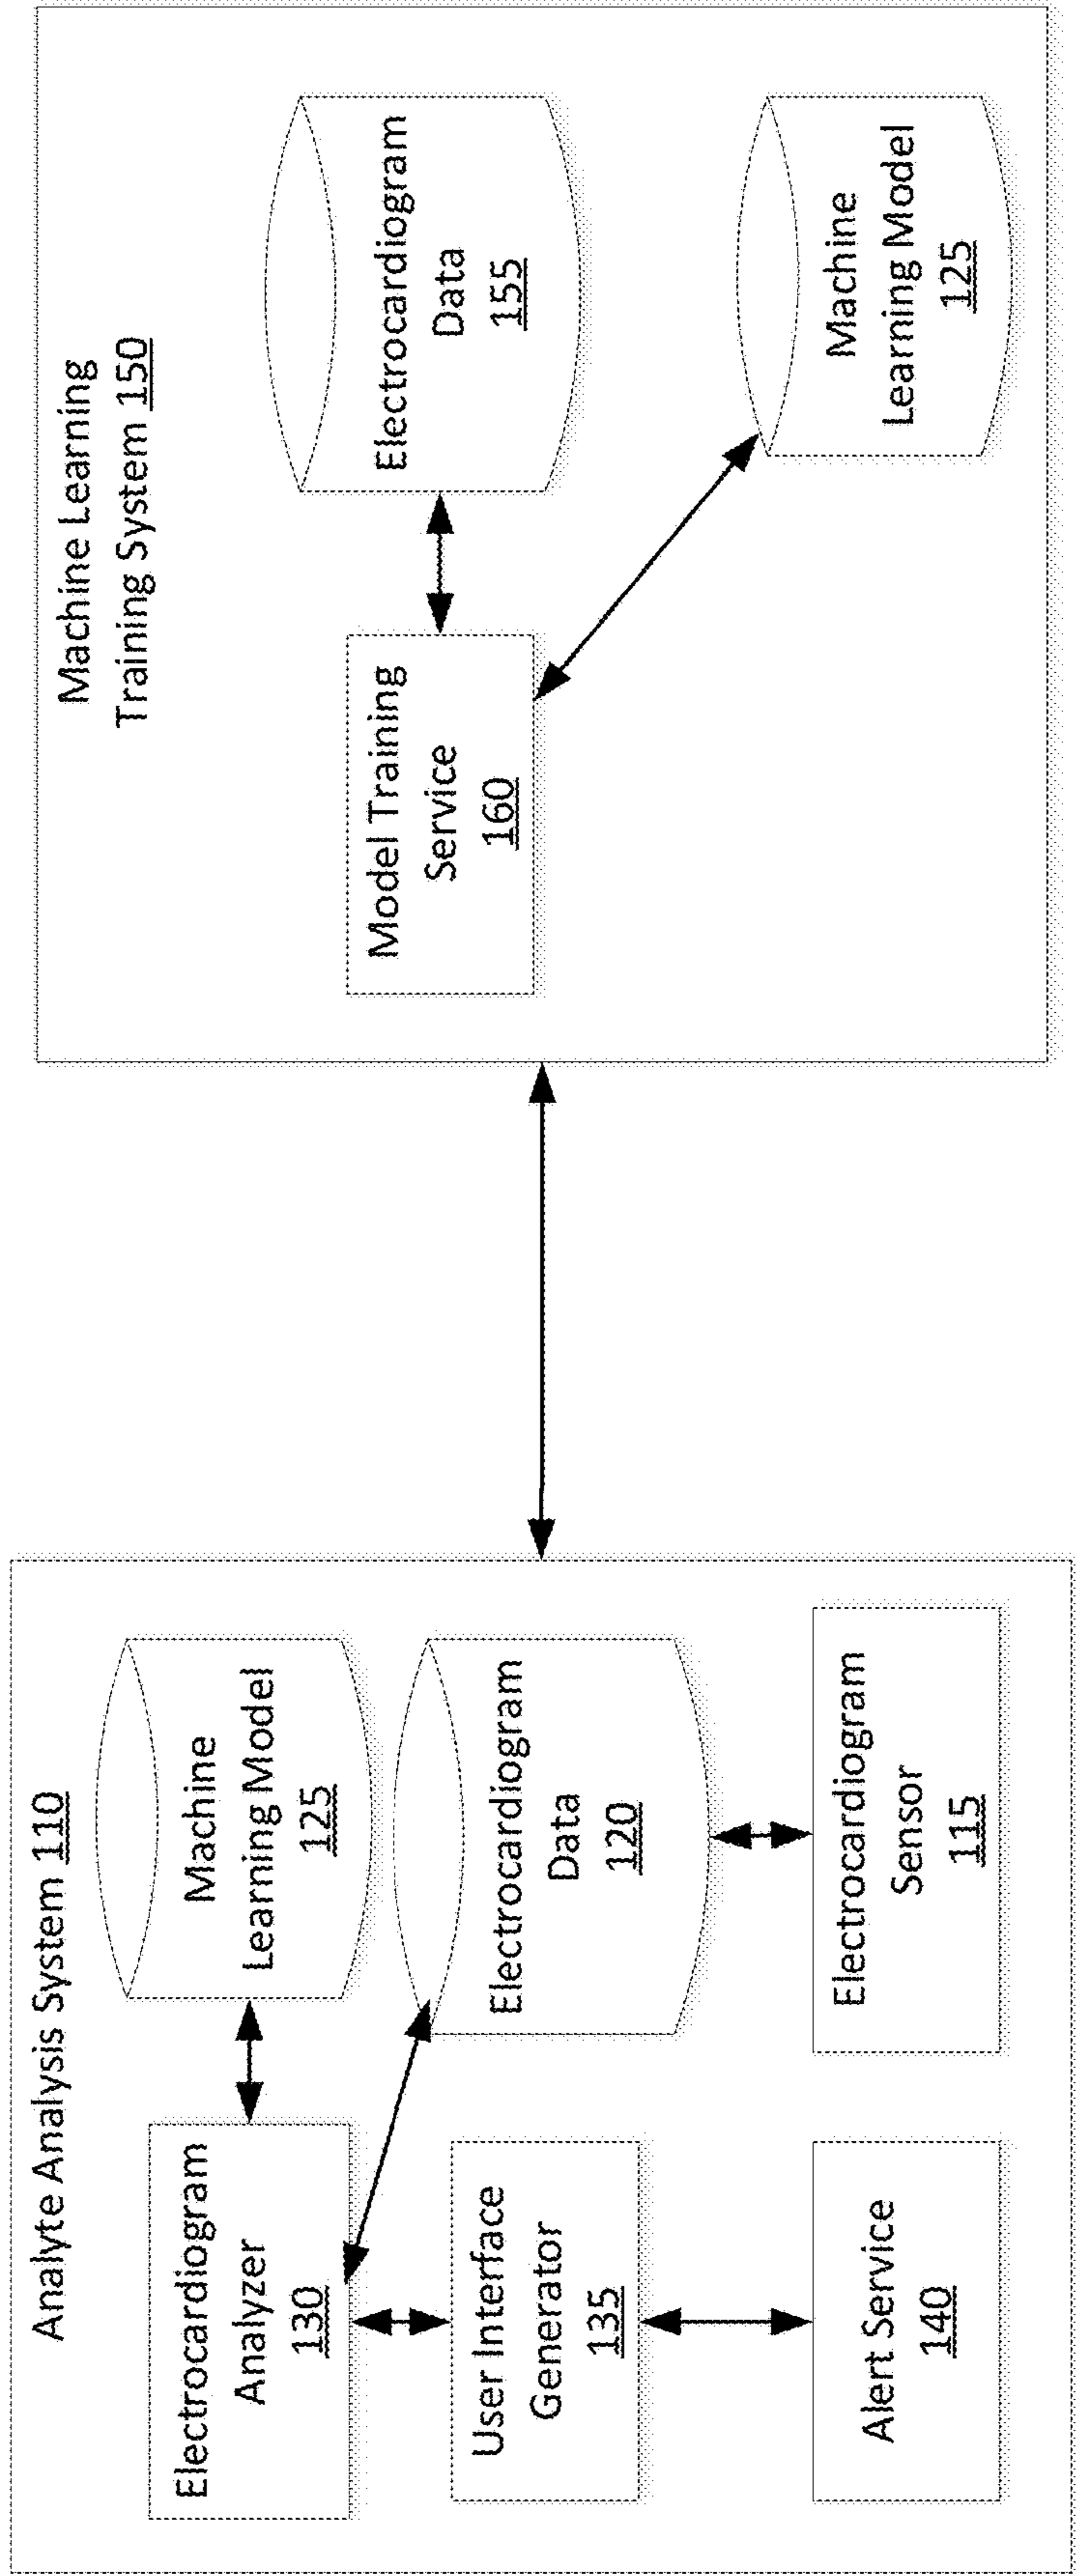 Analyte Analysis System 110
Electrocardiogram
Analyzer
130
Machine
Learning Model
125
User Interface
Generator
135
Electrocardiogram
Data
120
Alert Service
140
Electrocardiogram
Sensor
115
Machine Learning
Training System 150
Model Training
Service
160
Electrocardiogram
Data
155
Machine
Learning Model
125